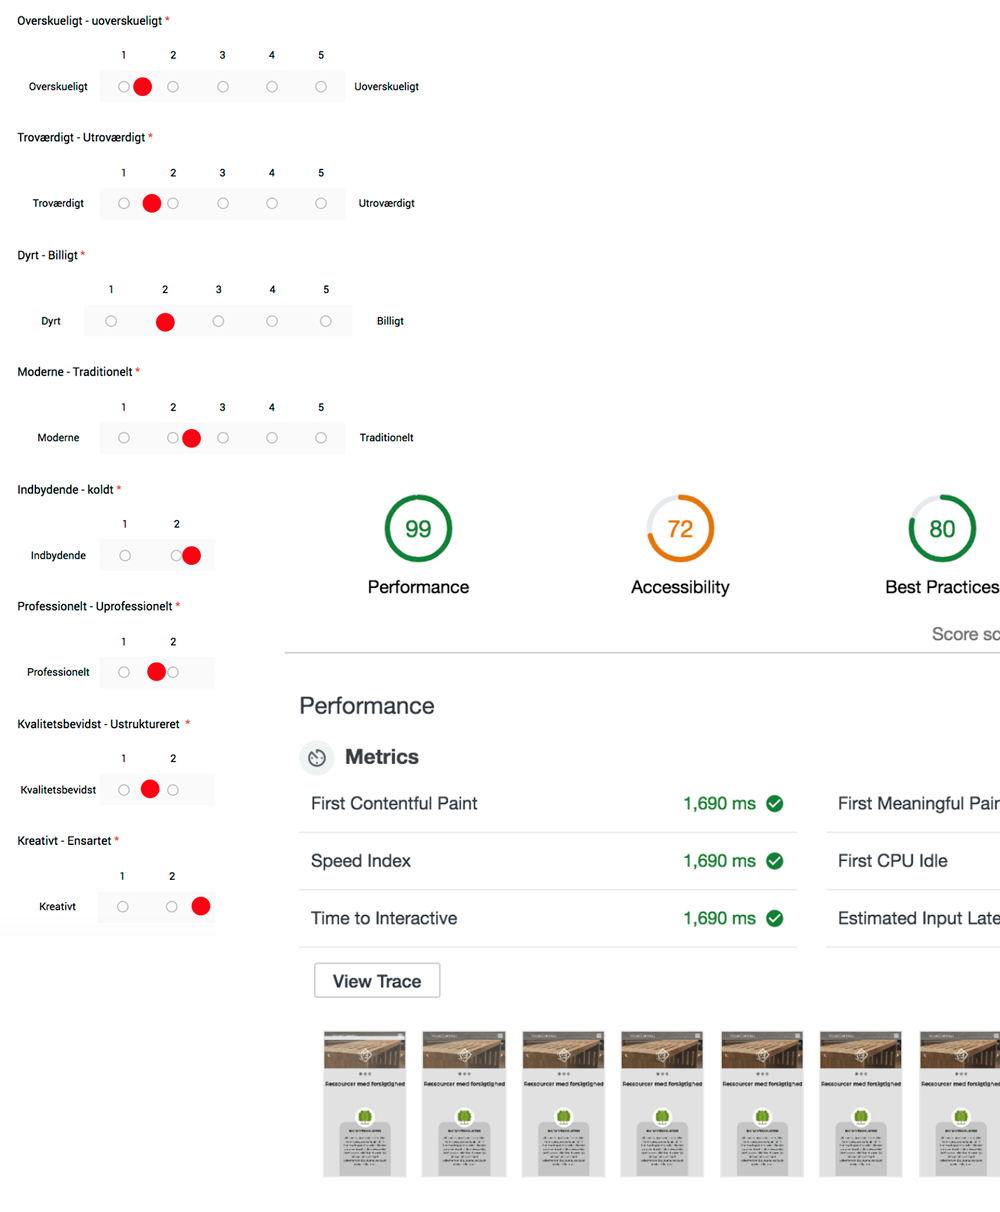 Overskueligt - uoverskueligt *
1 2 3 4 5
Overskueligt Uoverskueligt
Troværdigt - Utroværdigt *
1 2 3 4 5
Troværdigt Utroværdigt
Dyrt - Billigt *
1 2 3 4 5
Dyrt Billigt
Moderne - Traditionelt *
1 2 3 4 5
Moderne Traditionelt
Indbydende - koldt *
1 2
Indbydende
Professionelt - Uprofessionelt *
1 2
Professionelt
Kvalitetsbevidst - Ustruktureret *
1 2
Kvalitetsbevidst
Kreativt - Ensartet *
1 2
Kreativt
99 72 80
Performance Accessibility Best Practices
Score
Performance
Metrics
First Contentful Paint 1,690 ms First Meaningful
Speed Index 1,690 ms First CPU Idle
Time to Interactive 1,690 ms Estimated Input
View Trace
Ressourcer med forsigtighed Ressourcer med forsigtighed Ressourcer med forsigtighed Ressourcer med forsigtighed Ressourcer med forsigtighed Ressourcer med forsigtighed Ressourcer med forsigtighed